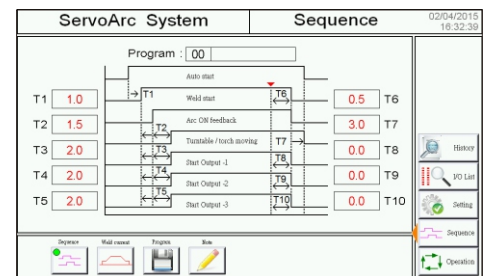 ServoArc System
Sequence
02/04/2015
16:32:39
Program : 00
Auto start
T1 1.0
T1
Weld start
T6
0.5 T6
T2 1.5
T2
Arc ON feedback
3.0 T7
T3 2.0
T3
Turntable / torch moving
T7
T8
0.0 T8
T4 2.0
T4
Start Output -1
T9
0.0 T9
Start Output -2
T5 2.0
T5
Start Output -3
T10
0.0 T10
History
I/O List
Setting
Sequence
Operation
Sequence
Weld current
Program
Note